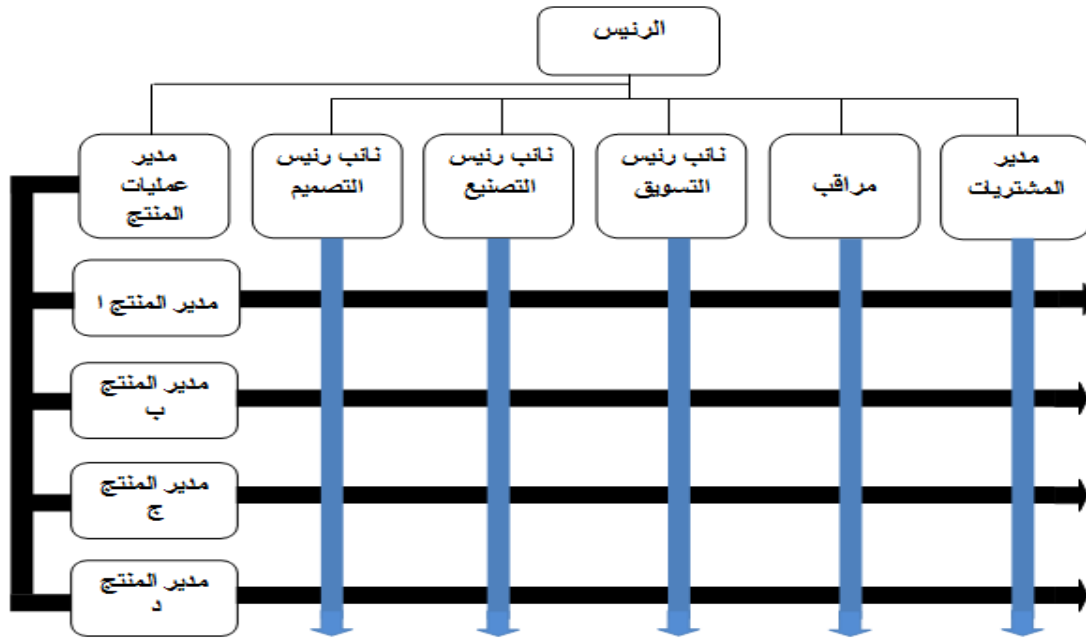 الرئيس
مدير
المشتريات
مراقب
نائب رئيس
التسويق
نائب رئيس
التصنيع
نائب رئيس
التصميم
مدير
عمليات
المنتج
مدير المنتج ا
مدير المنتج
ب
مدير المنتج
ج
مدير المنتج
د